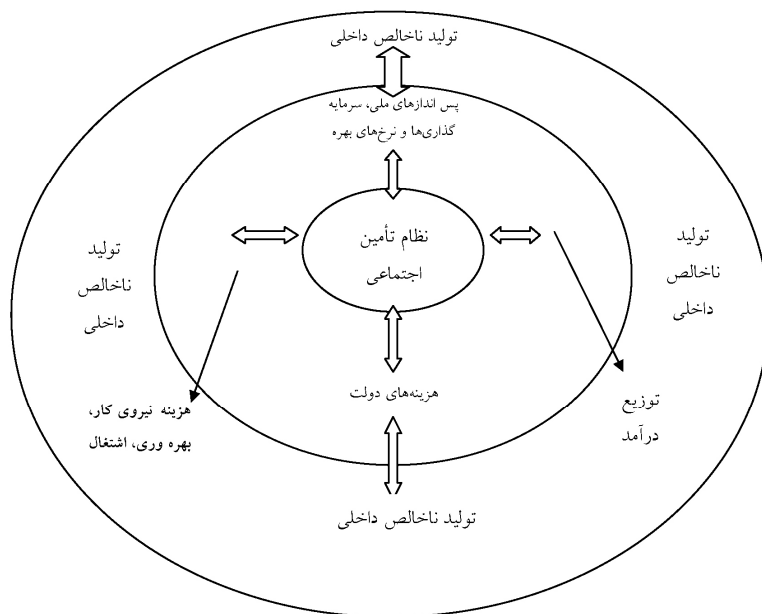 تولید ناخالص داخلی
پس اندازهای ملی، سرمایه
گذاری‌ها و نرخ‌های بهره
نظام تأمین
اجتماعی
تولید
ناخالص
داخلی
تولید
ناخالص
داخلی
هزینه‌های دولت
توزیع
درآمد
هزینه نیروی کار،
بهره وری، اشتغال
تولید ناخالص داخلی